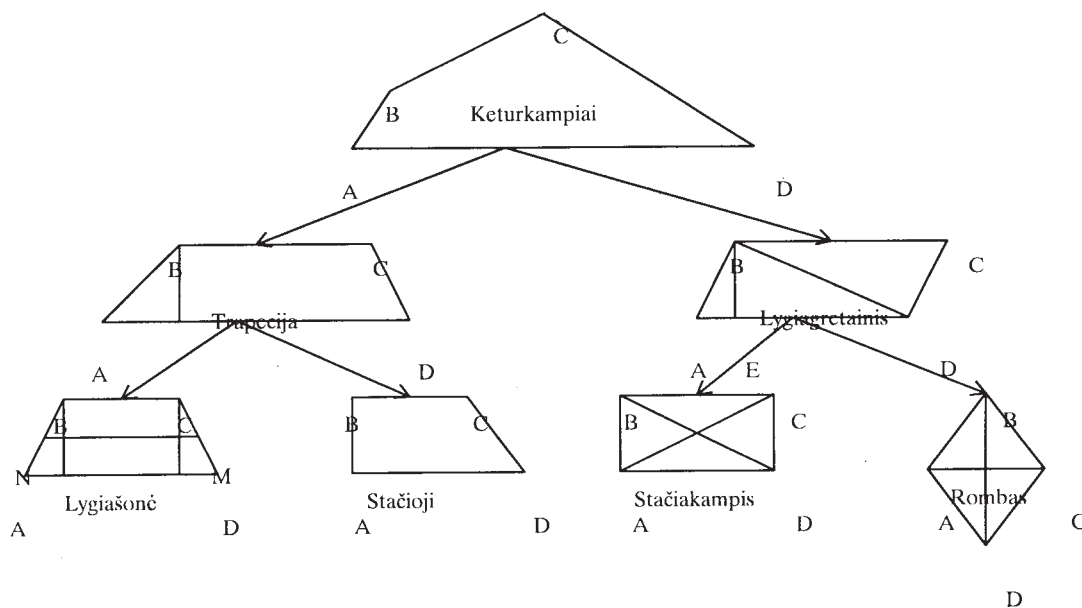 C
B Keturkampiai
A D
B C B C
Trapecija Lygiagretainis
A D A E D
B C B C B C B
N M Rombas
Lygiašonė Stačioji Stačiakampis
A D A D A D A C
D